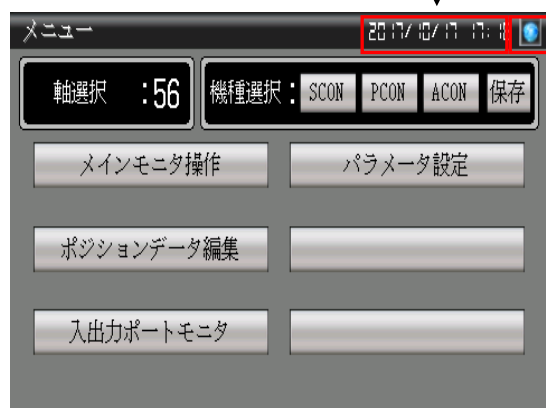 メニュー 2017/10/17 17:18
軸選択 :56 機種選択: SCON PCON ACON 保存
メインモニタ操作 パラメータ設定
ポジションデータ編集
入出力ポートモニタ